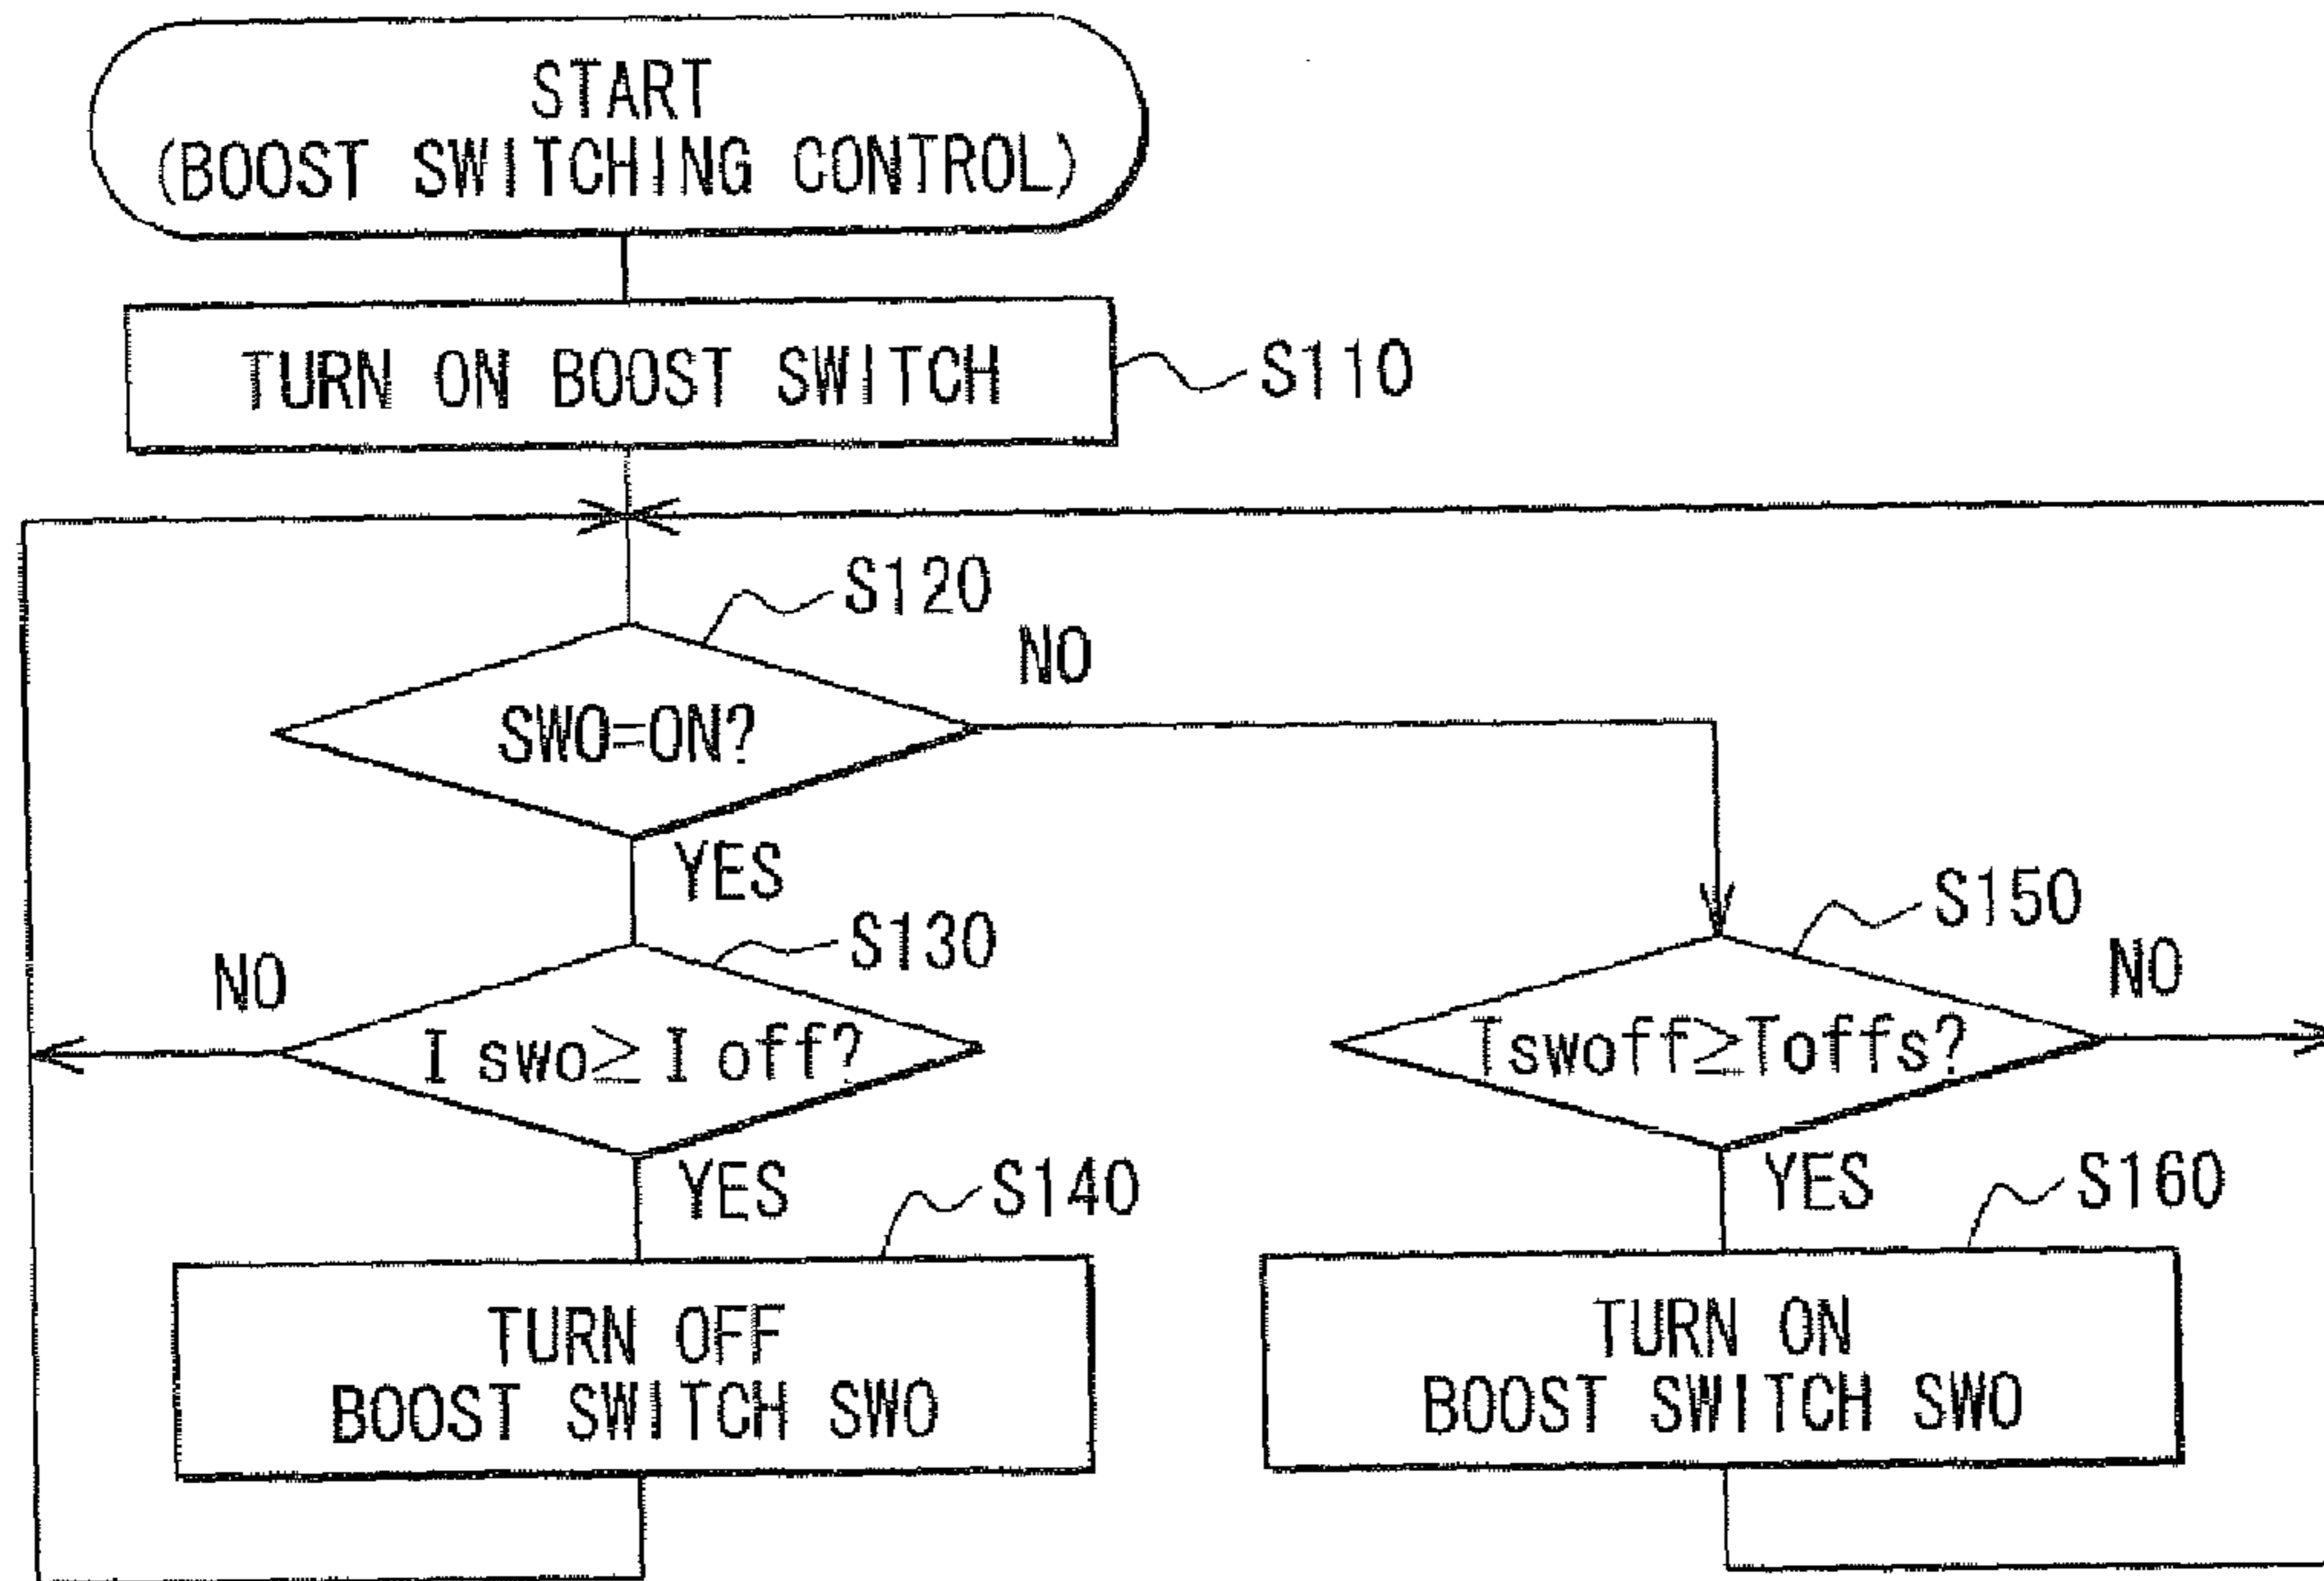 START
(BOOST SWITCHING CONTROL)
TURN ON BOOST SWITCH
S110
S120
NO
SWO=ON?
YES
S130
NO
I swo≥I off?
YES
S140
TURN OFF
BOOST SWITCH SWO
S150
NO
Tswoff≥Toffs?
YES
S160
TURN ON
BOOST SWITCH SWO